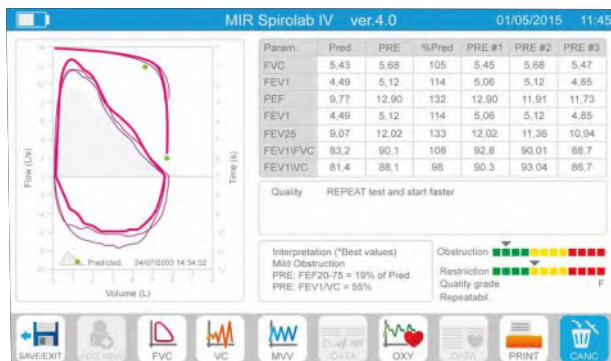 MIR Spirolab IV ver.4.0 01/05/2015 11:45
Param. Pred. PRE %Pred PRE #1 PRE #2 PRE #3
FVC 5,43 5,68 105 5,45 5,68 5,47
FEV1 4,49 5,12 114 5,06 5,12 4,85
PEF 9,77 12,90 132 12,90 11,91 11,73
FEV1 4,49 5,12 114 5,06 5,12 4,85
FEV25 9,07 12,02 133 12,02 11,36 10,94
FEV1\FVC 83,2 90,1 108 92,8 90,01 88,7
FEV1\VC 81,4 88,1 98 90.3 93.04 86,7
Flow (L/s)
Time (s)
Predicted. 24/07/2003 14:34:52
Volume (L)
Quality REPEAT test and start faster
Interpretation (*Best values)
Mild Obstruction
PRE: FEF20-75 = 19% of Pred.
PRE: FEV1/VC = 55%
Obstruction
Restriction
Quality grade F
Repeatabil.
SAVE/EXIT FVC VC MVV DATA OXY DATA PRINT CANC